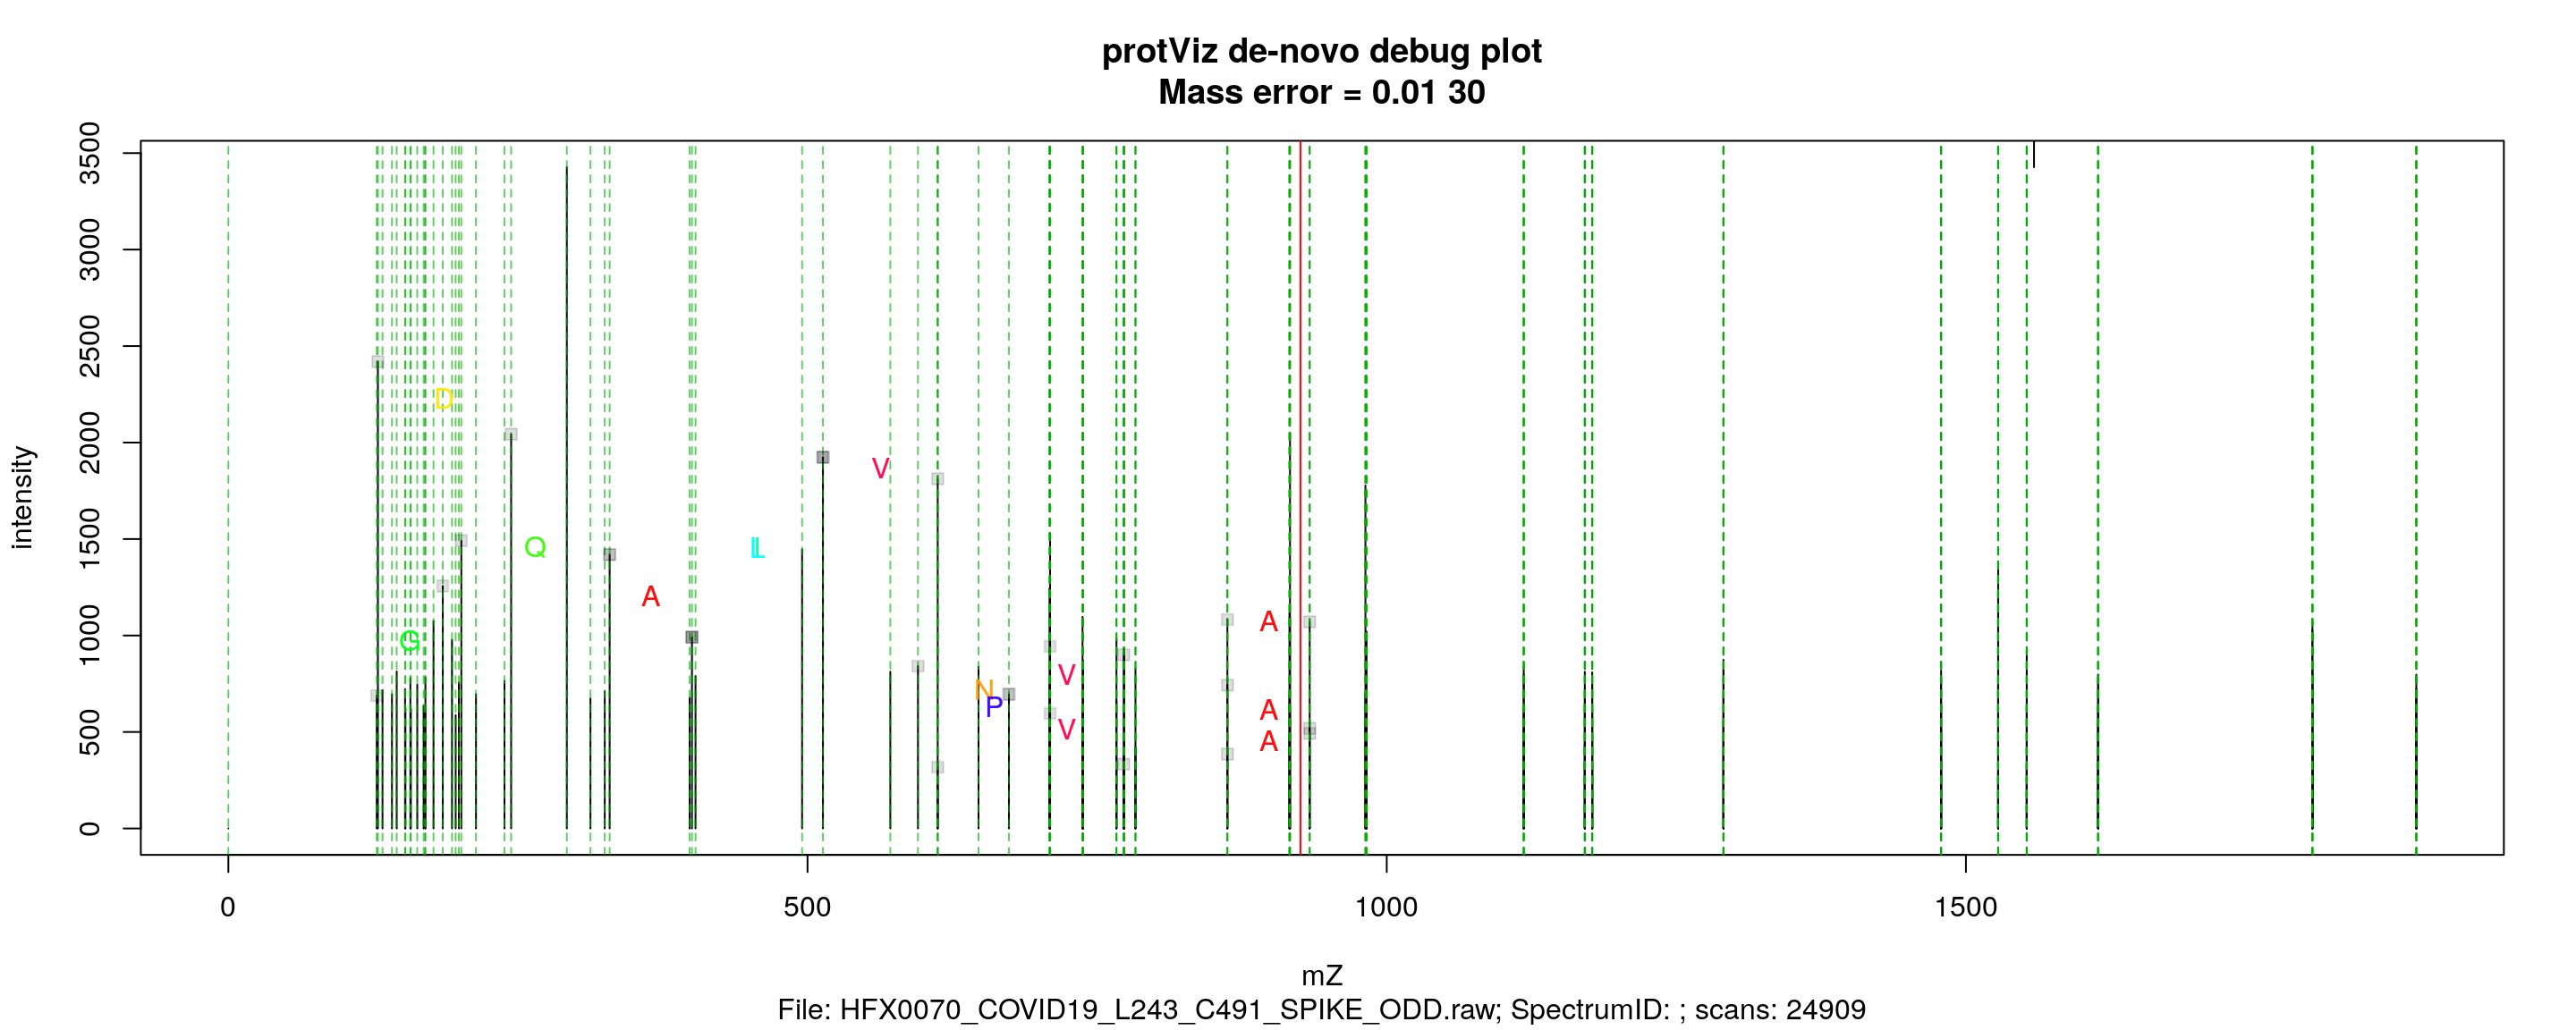 protViz de-novo debug plot
Mass error = 0.01 30
intensity
3500
3000
2500
2000
1500
1000
500
0
D
G
Q
A
IL
V
N
P
V
V
A
A
A
0 500 1000 1500
mZ
File: HFX0070_COVID19_L243_C491_SPIKE_ODD.raw; SpectrumID: ; scans: 24909